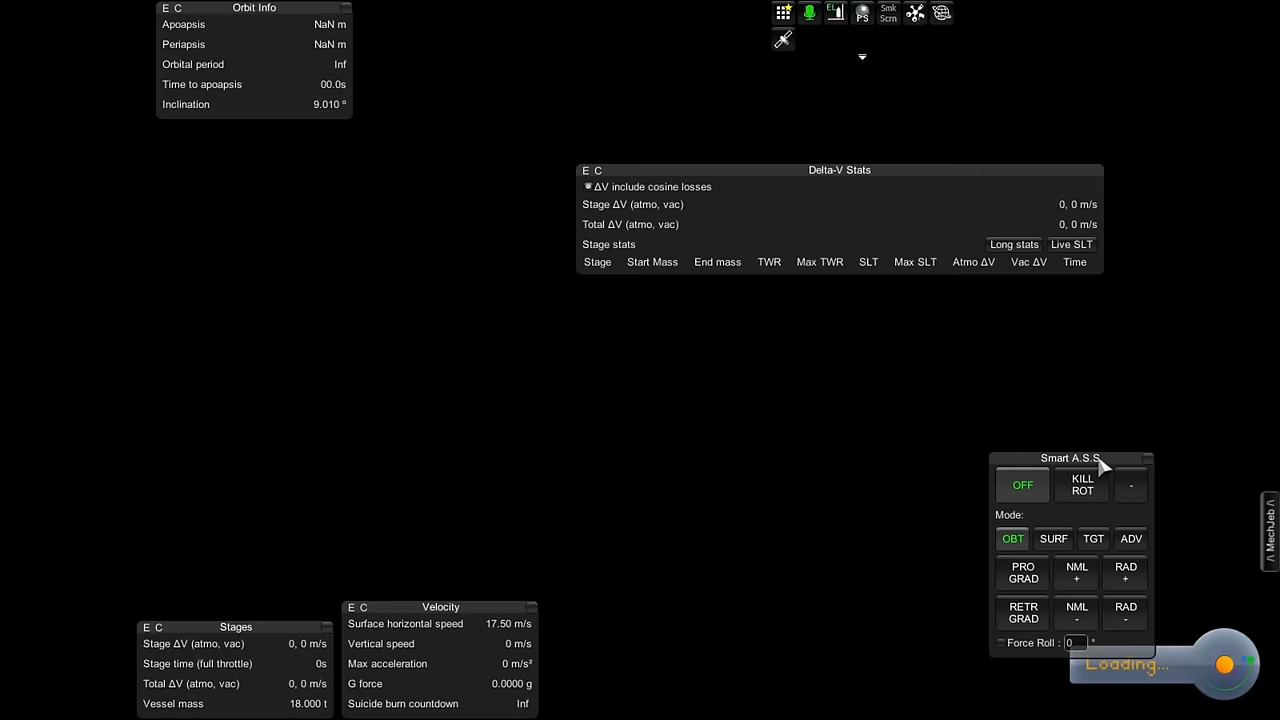 E C Orbit Info
Apoapsis NaN m
Periapsis NaN m
Orbital period Inf
Time to apoapsis 00.0s
Inclination 9.010 º
EL
PS
Smk
Scrn
E C Delta-V Stats
ΔV include cosine losses
Stage ΔV (atmo, vac) 0, 0 m/s
Total ΔV (atmo, vac) 0, 0 m/s
Stage stats Long stats Live SLT
Stage Start Mass End mass TWR Max TWR SLT Max SLT Atmo ΔV Vac ΔV Time
Smart A.S.S.
OFF KILL ROT -
Mode:
OBT SURF TGT ADV
PRO GRAD NML + RAD +
RETR GRAD NML - RAD -
Force Roll : 0 °
Loading...
/\ MechJeb /\
E C Stages
Stage ΔV (atmo, vac) 0, 0 m/s
Stage time (full throttle) 0s
Total ΔV (atmo, vac) 0, 0 m/s
Vessel mass 18.000 t
E C Velocity
Surface horizontal speed 17.50 m/s
Vertical speed 0 m/s
Max acceleration 0 m/s²
G force 0.0000 g
Suicide burn countdown Inf